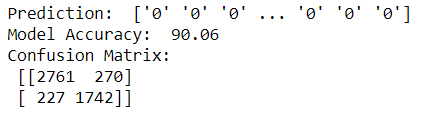 Prediction:  ['0' '0' '0' ... '0' '0' '0']
Model Accuracy:  90.06
Confusion Matrix:
 [[2761  270]
 [ 227 1742]]